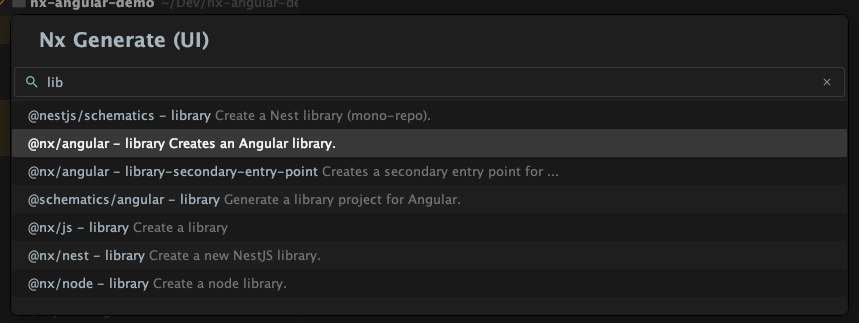 nx-angular-demo ~/Dev/nx-angular-de
Nx Generate (UI)
lib
@nestjs/schematics – library Create a Nest library (mono-repo).
@nx/angular – library Creates an Angular library.
@nx/angular – library-secondary-entry-point Creates a secondary entry point for ...
@schematics/angular – library Generate a library project for Angular.
@nx/js – library Create a library
@nx/nest – library Create a new NestJS library.
@nx/node – library Create a node library.